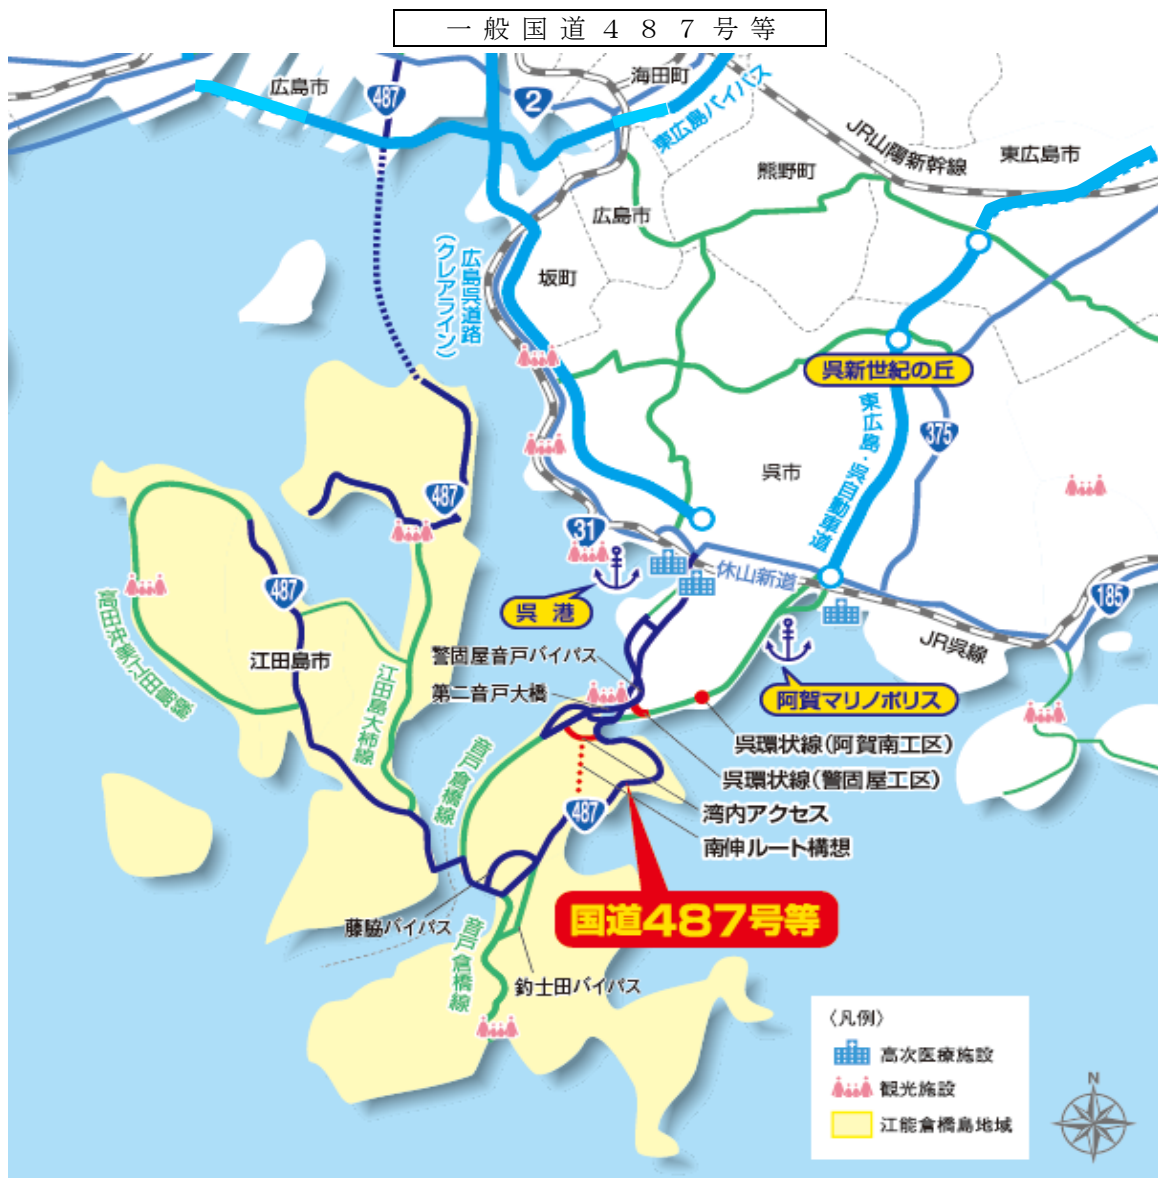 一般国道４８７号等
広島市
487
2
海田町
東広島バイパス
JR山陽新幹線
東広島市
熊野町
広島市
広島呉道路
(クレアライン)
坂町
呉新世紀の丘
東広島・呉自動車道
375
呉市
487
31
休山新道
185
呉港
JR呉線
487
高田沖美江田島線
江田島市
江田島大柿線
警固屋音戸バイパス
第二音戸大橋
阿賀マリノポリス
呉環状線(阿賀南工区)
呉環状線(警固屋工区)
音戸倉橋線
湾内アクセス
487
南伸ルート構想
国道487号等
藤脇バイパス
音戸倉橋線
釣士田バイパス
〈凡例〉
高次医療施設
観光施設
江能倉橋島地域
N